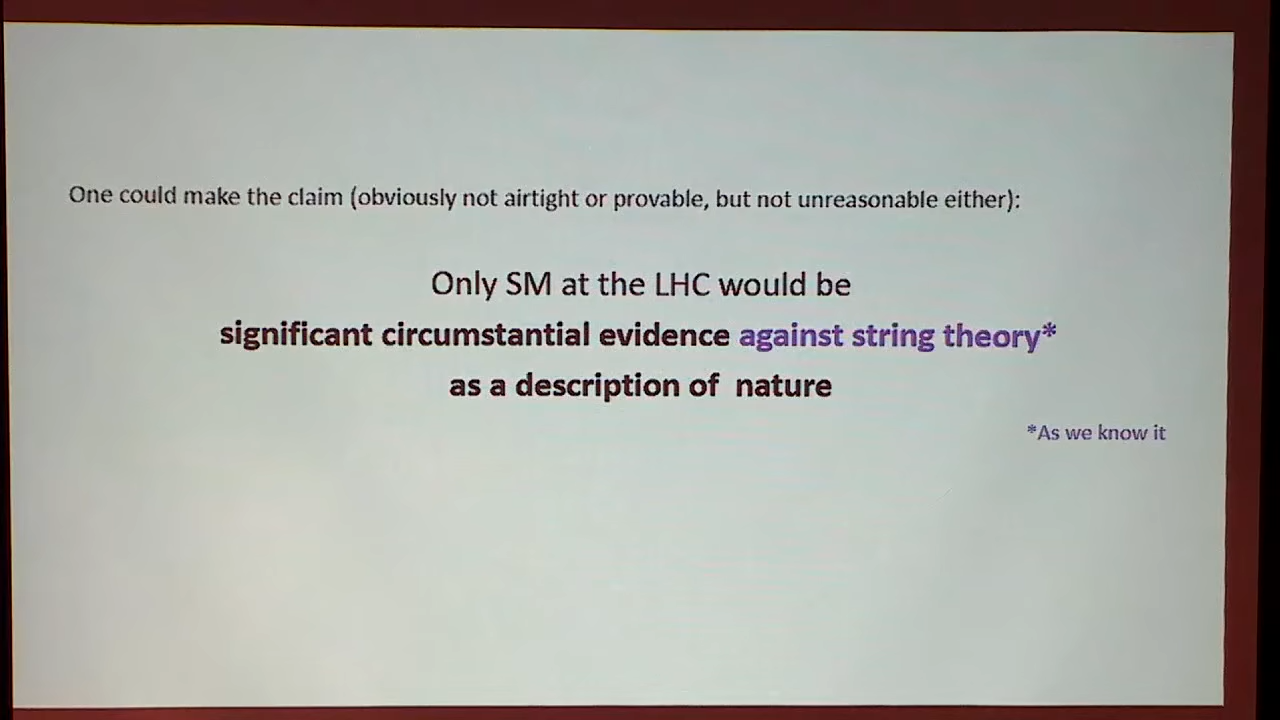 One could make the claim (obviously not airtight or provable, but not unreasonable either):
Only SM at the LHC would be
significant circumstantial evidence against string theory*
as a description of nature
*As we know it